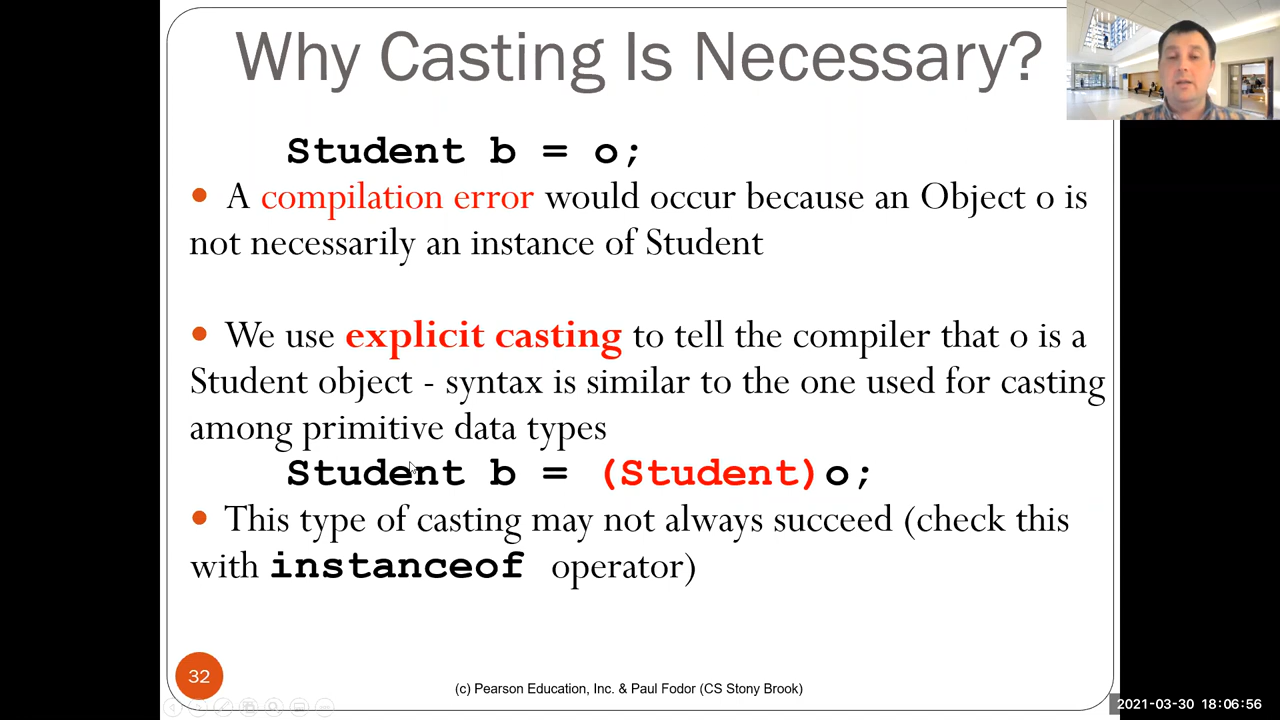 Why Casting Is Necessary?
Student b = o;
• A compilation error would occur because an Object o is
not necessarily an instance of Student
• We use explicit casting to tell the compiler that o is a
Student object - syntax is similar to the one used for casting
among primitive data types
Student b = (Student)o;
• This type of casting may not always succeed (check this
with instanceof operator)
32
(c) Pearson Education, Inc. & Paul Fodor (CS Stony Brook)
2021-03-30 18:06:56